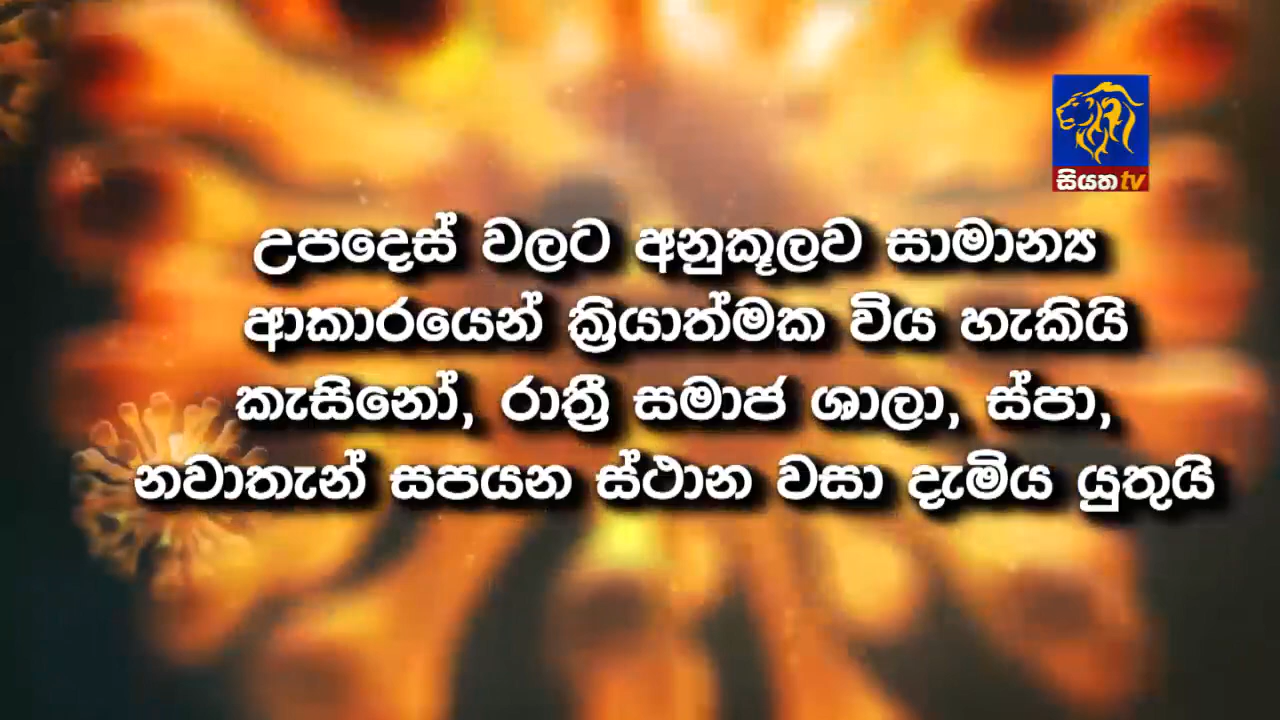 සියත tv
උපදෙස් වලට අනුකූලව සාමාන්‍ය
ආකාරයෙන් ක්‍රියාත්මක විය හැකියි
කැසිනෝ, රාත්‍රී සමාජ ශාලා, ස්පා,
නවාතැන් සපයන ස්ථාන වසා දැමිය යුතුයි